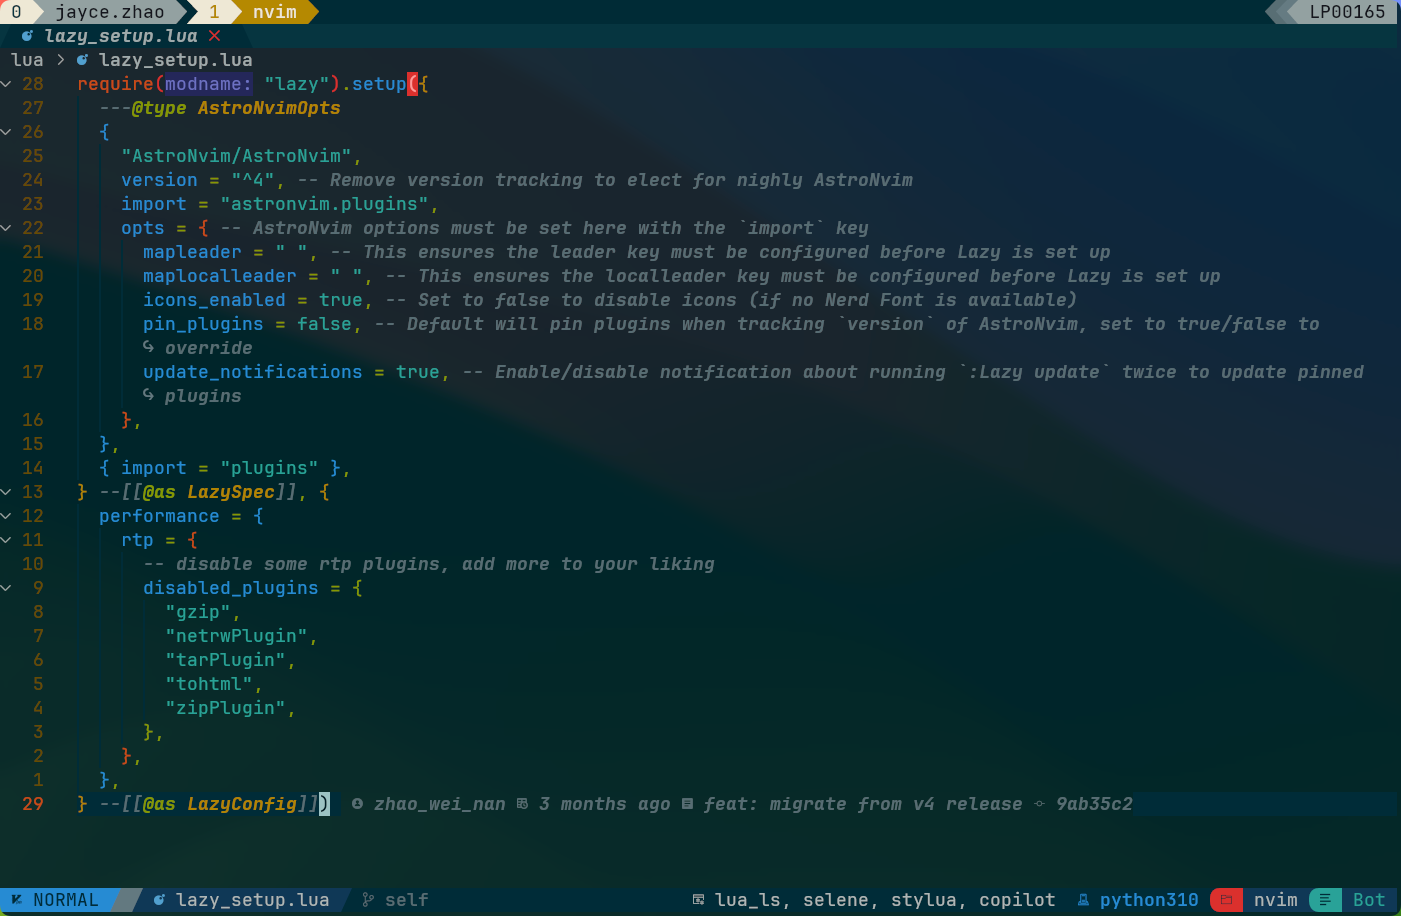 0 jayce.zhao 1 nvim LP00165
lazy_setup.lua
lua > lazy_setup.lua
28 require(modname: "lazy").setup({
27 ---@type AstroNvimOpts
26 {
25 "AstroNvim/AstroNvim",
24 version = "^4", -- Remove version tracking to elect for nighly AstroNvim
23 import = "astronvim.plugins",
22 opts = { -- AstroNvim options must be set here with the `import` key
21 mapleader = " ", -- This ensures the leader key must be configured before Lazy is set up
20 maplocalleader = " ", -- This ensures the localleader key must be configured before Lazy is set up
19 icons_enabled = true, -- Set to false to disable icons (if no Nerd Font is available)
18 pin_plugins = false, -- Default will pin plugins when tracking `version` of AstroNvim, set to true/false to
↪ override
17 update_notifications = true, -- Enable/disable notification about running `:Lazy update` twice to update pinned
↪ plugins
16 },
15 },
14 { import = "plugins" },
13 } --[[@as LazySpec]], {
12 performance = {
11 rtp = {
10 -- disable some rtp plugins, add more to your liking
9 disabled_plugins = {
8 "gzip",
7 "netrwPlugin",
6 "tarPlugin",
5 "tohtml",
4 "zipPlugin",
3 },
2 },
1 },
29 } --[[@as LazyConfig]]) zhao_wei_nan 3 months ago feat: migrate from v4 release 9ab35c2
NORMAL lazy_setup.lua self lua_ls, selene, stylua, copilot python310 nvim Bot